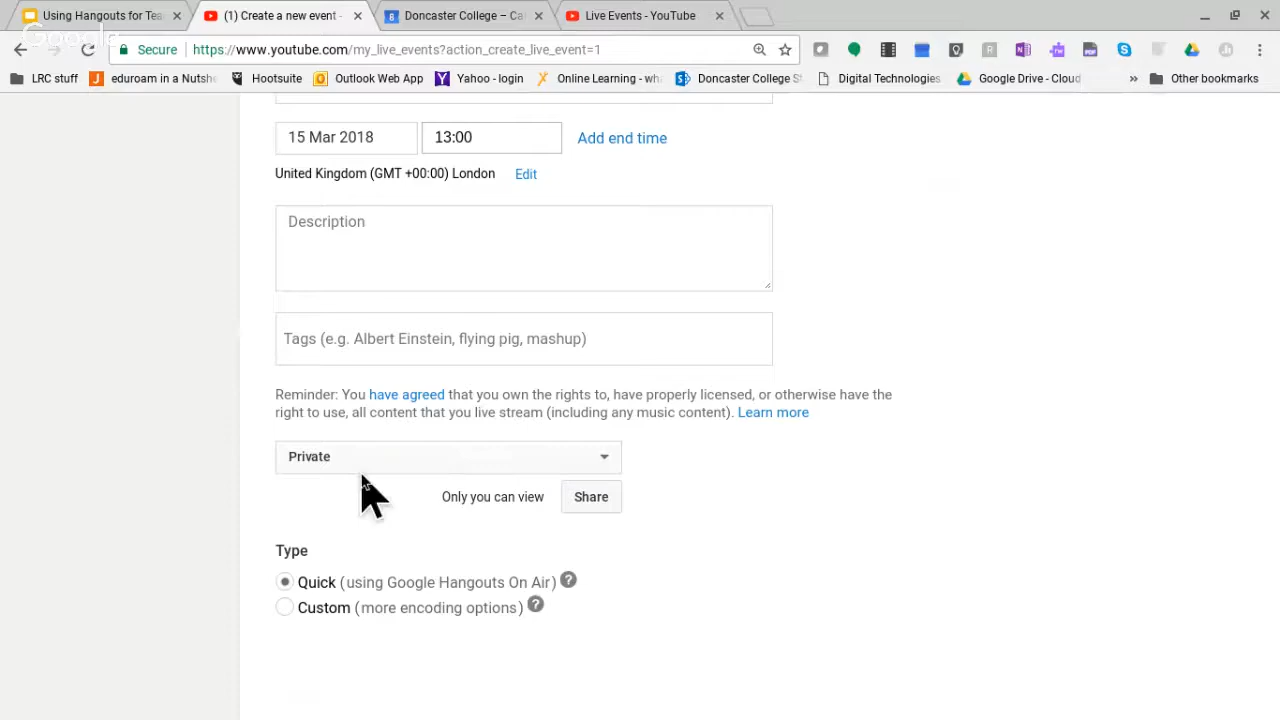 Using Hangouts for Tea
(1) Create a new event -
Doncaster College – Cal
Live Events - YouTube
Google
Secure
https://www.youtube.com/my_live_events?action_create_live_event=1
LRC stuff
eduroam in a Nutshe
Hootsuite
Outlook Web App
Yahoo - login
Online Learning - wha
Doncaster College S
Digital Technologies
Google Drive - Cloud
»
Other bookmarks
15 Mar 2018
13:00
Add end time
United Kingdom (GMT +00:00) London
Edit
Description
Tags (e.g. Albert Einstein, flying pig, mashup)
Reminder: You have agreed that you own the rights to, have properly licensed, or otherwise have the
right to use, all content that you live stream (including any music content). Learn more
Private
Only you can view
Share
Type
Quick (using Google Hangouts On Air) ?
Custom (more encoding options) ?